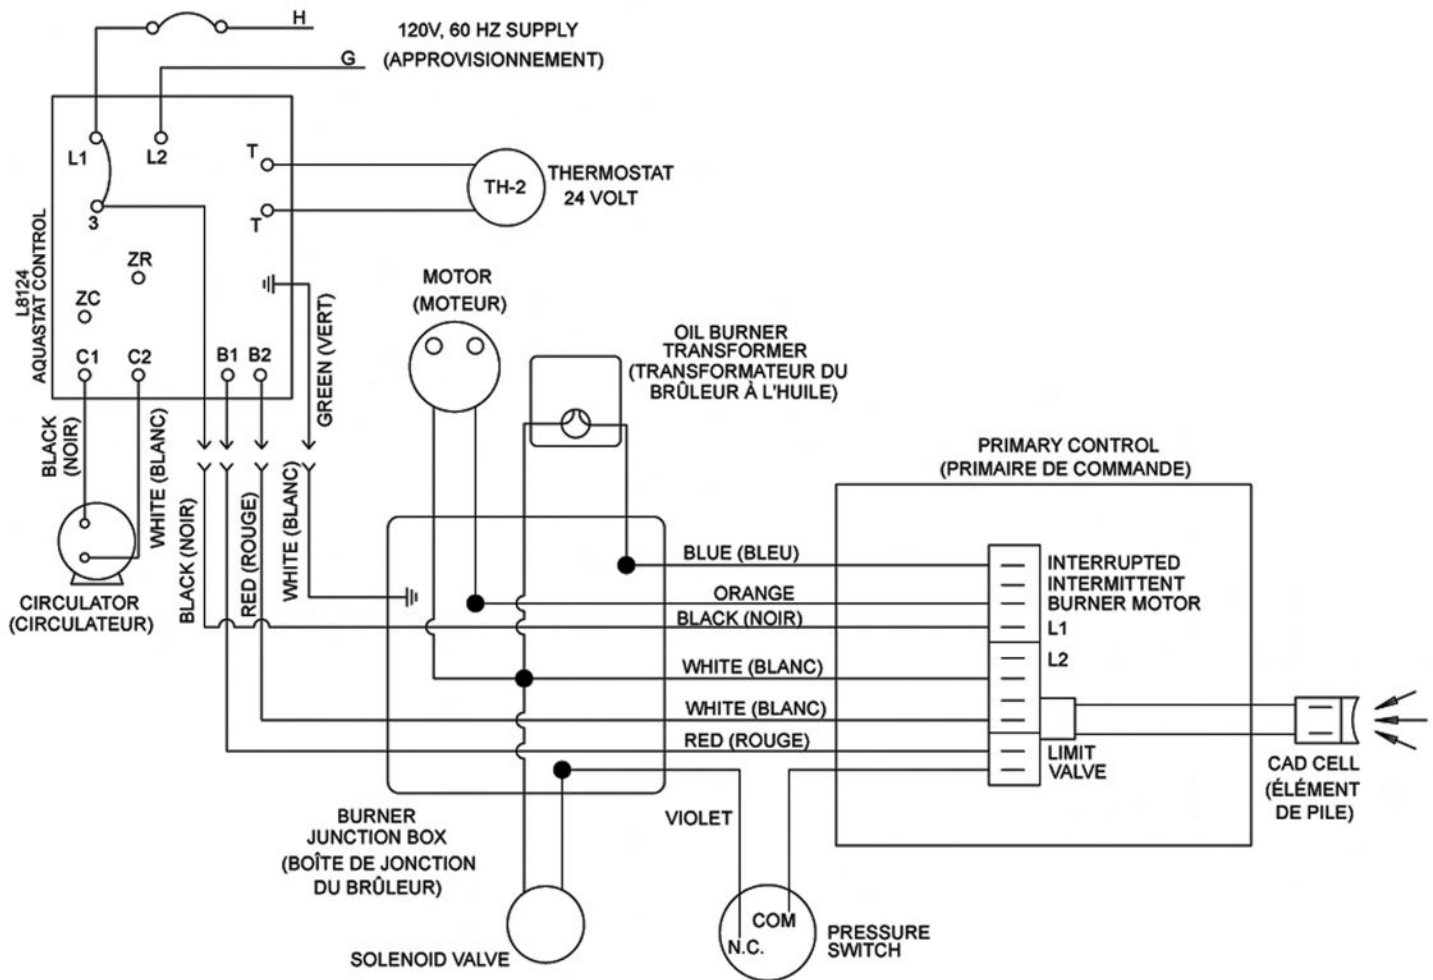 H
120V, 60 HZ SUPPLY
G
(APPROVISIONNEMENT)
L1
L2
T
TH-2
THERMOSTAT
24 VOLT
3
T
L8124
AQUASTAT CONTROL
ZR
ZC
C1
C2
B1
B2
GREEN (VERT)
MOTOR
(MOTEUR)
OIL BURNER
TRANSFORMER
(TRANSFORMATEUR DU
BRÛLEUR À L'HUILE)
BLACK
(NOIR)
WHITE (BLANC)
BLACK (NOIR)
RED (ROUGE)
WHITE (BLANC)
CIRCULATOR
(CIRCULATEUR)
PRIMARY CONTROL
(PRIMAIRE DE COMMANDE)
BLUE (BLEU)
INTERRUPTED
INTERMITTENT
ORANGE
BURNER MOTOR
BLACK (NOIR)
L1
WHITE (BLANC)
L2
WHITE (BLANC)
RED (ROUGE)
LIMIT
VALVE
CAD CELL
(ÉLÉMENT
DE PILE)
BURNER
JUNCTION BOX
(BOÎTE DE JONCTION
DU BRÛLEUR)
VIOLET
SOLENOID VALVE
COM
N.C.
PRESSURE
SWITCH